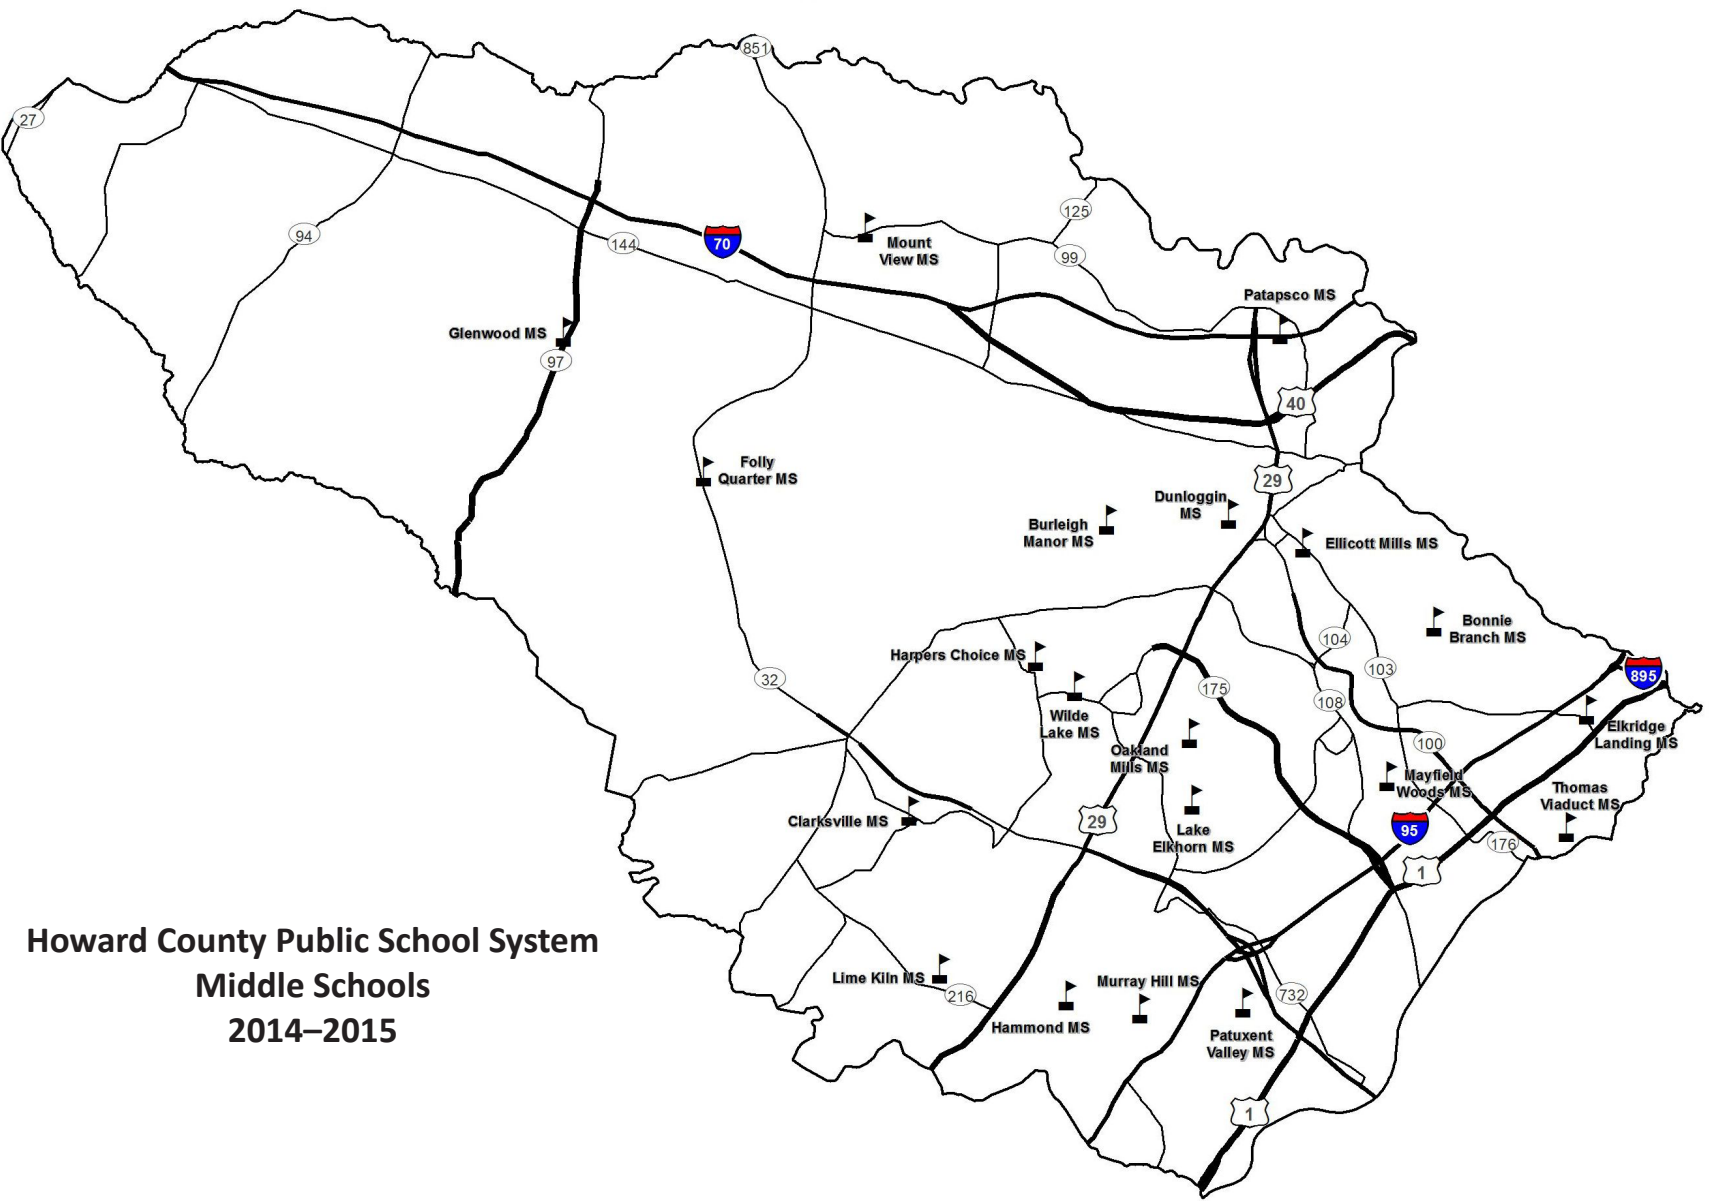 851
27
125
94
144
70
Mount
View MS
99
Patapsco MS
Glenwood MS
97
40
Folly
Quarter MS
29
Dunloggin
MS
Burleigh
Manor MS
Ellicott Mills MS
Bonnie
Branch MS
104
Harpers Choice MS
103
895
32
175
108
Wilde
Lake MS
Elkridge
Landing MS
Oakland
Mills MS
100
Mayfield
Woods MS
Thomas
Viaduct MS
Clarksville MS
29
Lake
Elkhorn MS
95
176
1
Howard County Public School System
Middle Schools
2014–2015
Lime Kiln MS
216
Murray Hill MS
732
Hammond MS
Patuxent
Valley MS
1